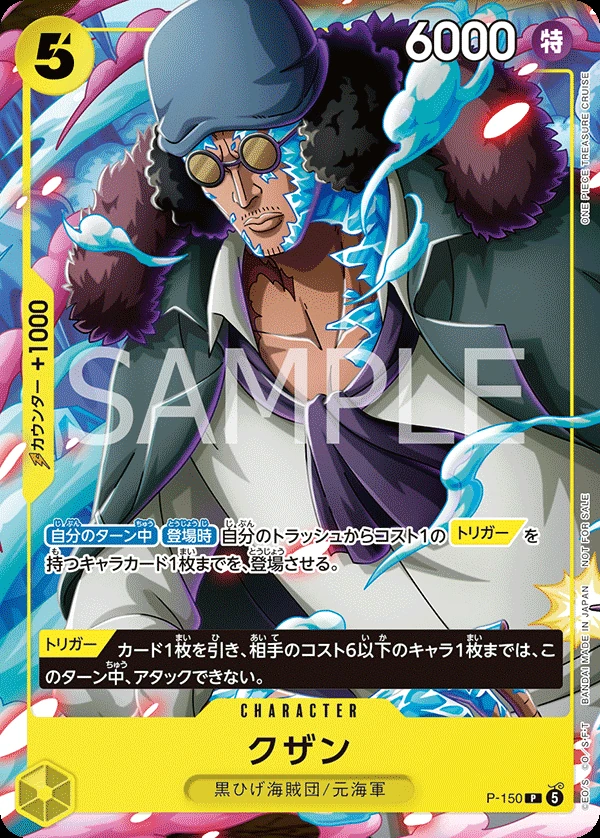 5
6000
特
ONE PIECE TREASURE CRUISE
カウンター +1000
SAMPLE
自分のターン中 登場時 自分のトラッシュからコスト1の トリガー を
持つキャラカード1枚までを、登場させる。
トリガー カード1枚を引き、相手のコスト6以下のキャラ1枚までは、こ
のターン中、アタックできない。
©E.O/S. ©O/S・F・T BANDAI MADE IN JAPAN NOT FOR SALE
CHARACTER
クザン
黒ひげ海賊団/元海軍
P-150 P 5